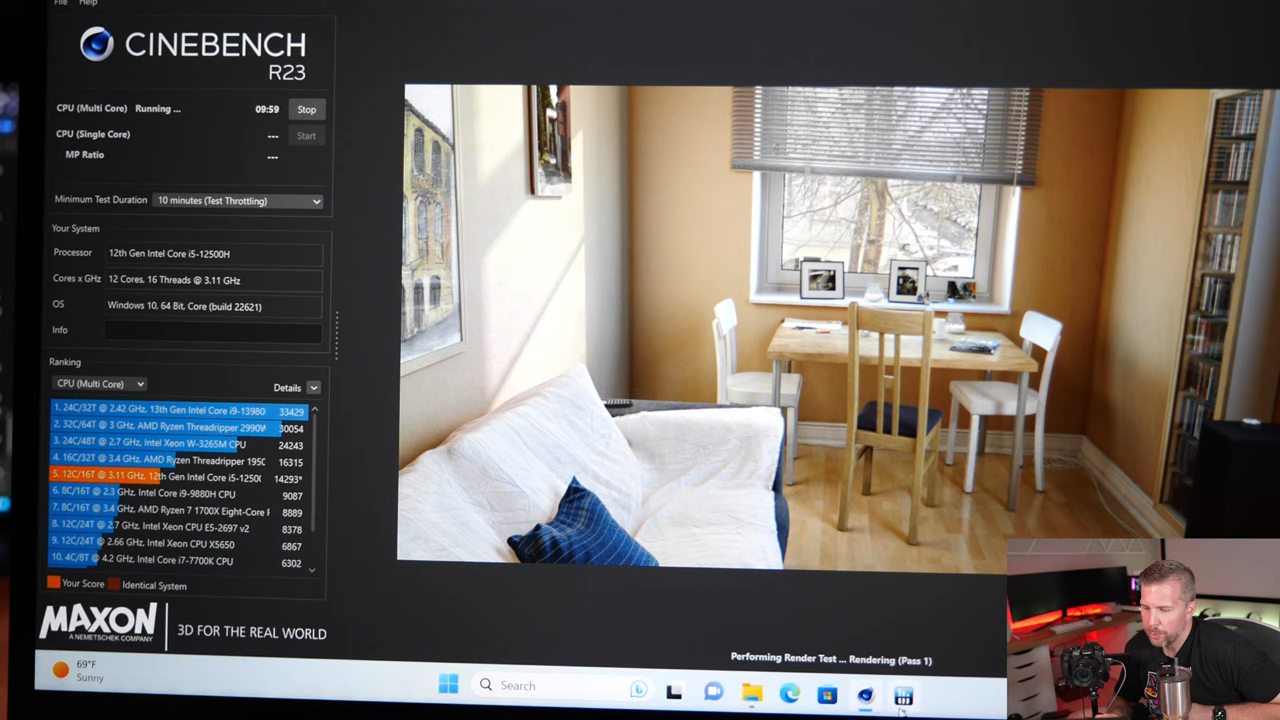 File Help
CINEBENCH
R23
CPU (Multi Core) Running ... 09:59 Stop
CPU (Single Core) --- Start
MP Ratio ---
Minimum Test Duration 10 minutes (Test Throttling)
Your System
Processor 12th Gen Intel Core i5-12500H
Cores x GHz 12 Cores, 16 Threads @ 3.11 GHz
OS Windows 10, 64 Bit, Core (build 22621)
Info
Ranking
CPU (Multi Core) Details
1. 24C/32T @ 2.42 GHz, 13th Gen Intel Core i9-13980 33429
2. 32C/64T @ 3 GHz, AMD Ryzen Threadripper 2990W 30054
3. 24C/48T @ 2.7 GHz, Intel Xeon W-3265M CPU 24243
4. 16C/32T @ 3.4 GHz, AMD Ryzen Threadripper 195 16315
5. 12C/16T @ 3.11 GHz, 12th Gen Intel Core i5-1250 14293*
6. 8C/16T @ 2.3 GHz, Intel Core i9-9880H CPU 9087
7. 8C/16T @ 3.4 GHz, AMD Ryzen 7 1700X Eight-Core 8889
8. 12C/24T @ 2.7 GHz, Intel Xeon CPU E5-2697 v2 8378
9. 12C/24T @ 2.66 GHz, Intel Xeon CPU X5650 6867
10. 4C/8T @ 4.2 GHz, Intel Core i7-7700K CPU 6302
Your Score Identical System
MAXON
A NEMETSCHEK COMPANY
3D FOR THE REAL WORLD
Performing Render Test ... Rendering (Pass 1)
69°F
Sunny
Search